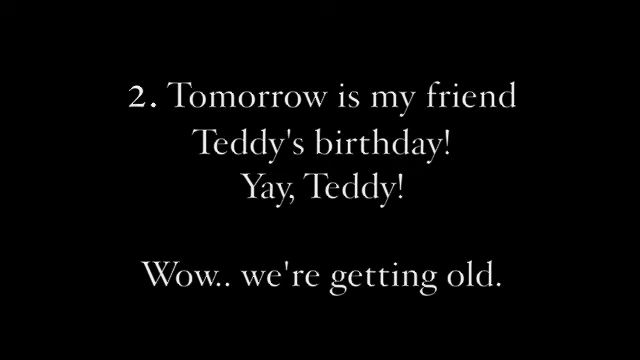 2. Tomorrow is my friend
Teddy's birthday!
Yay, Teddy!
Wow.. we're getting old.